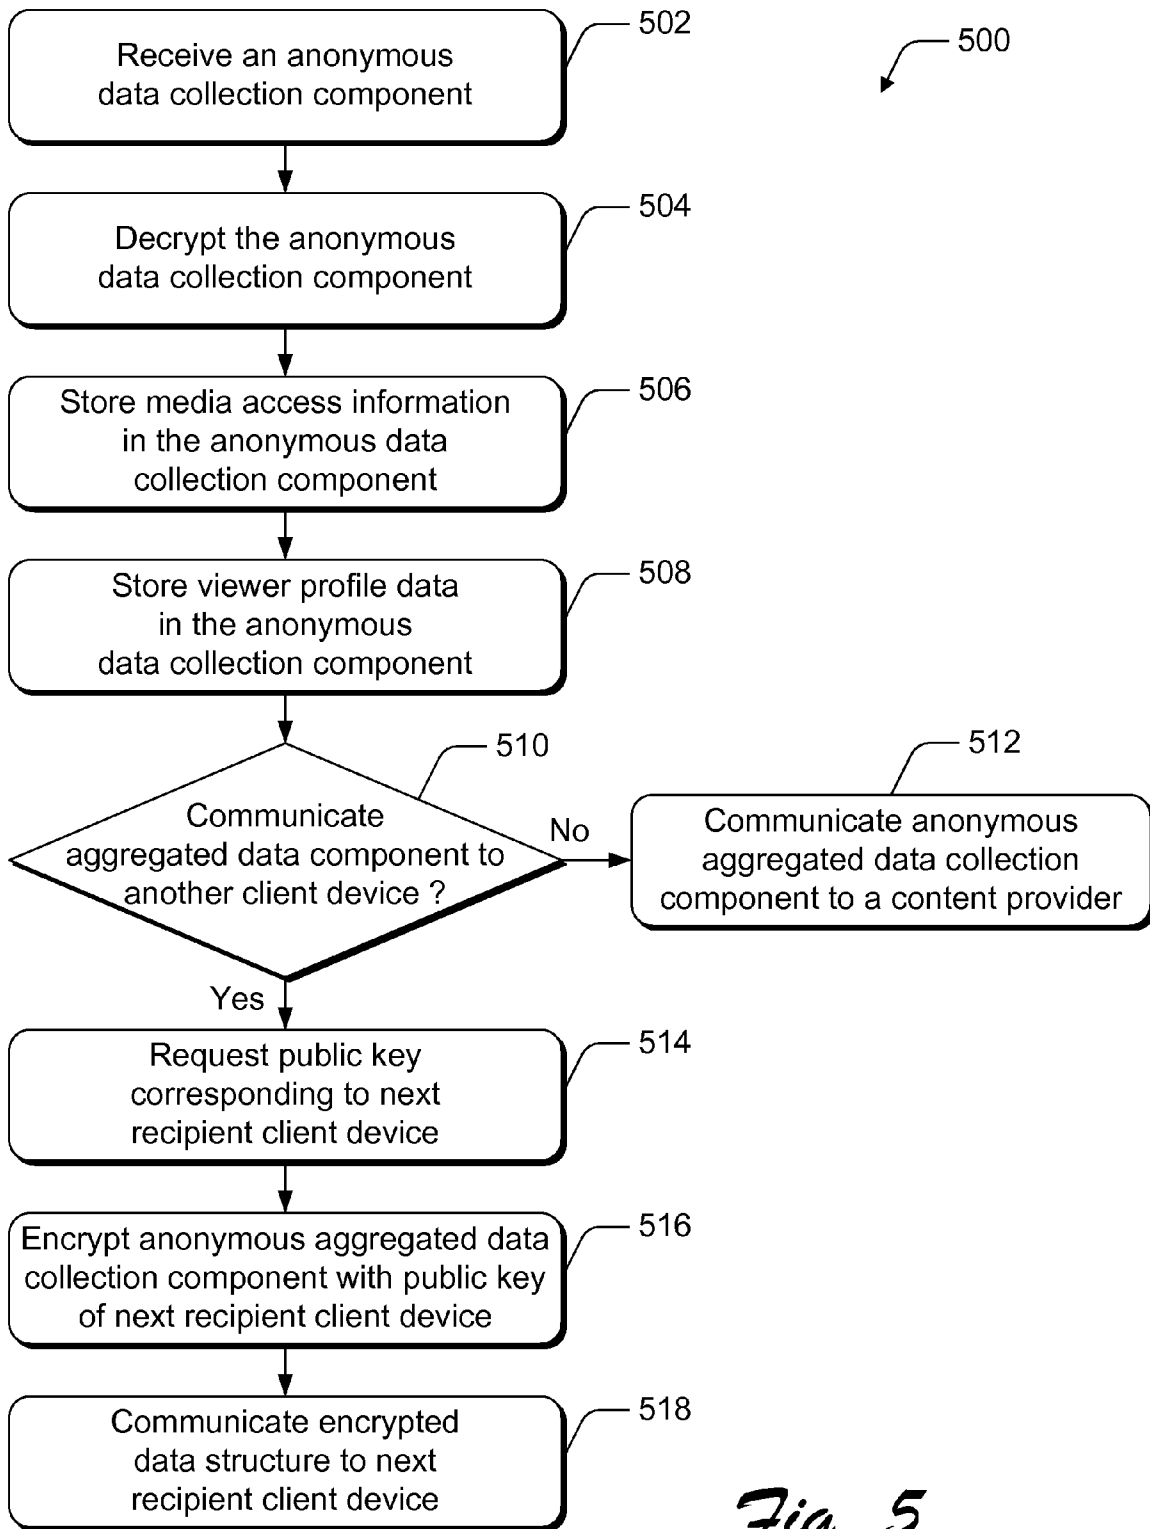 502
500
Receive an anonymous
data collection component
504
Decrypt the anonymous
data collection component
506
Store media access information
in the anonymous data
collection component
508
Store viewer profile data
in the anonymous
data collection component
510
512
Communicate
aggregated data component to
another client device ?
No
Communicate anonymous
aggregated data collection
component to a content provider
Yes
514
Request public key
corresponding to next
recipient client device
516
Encrypt anonymous aggregated data
collection component with public key
of next recipient client device
518
Communicate encrypted
data structure to next
recipient client device
Fig. 5